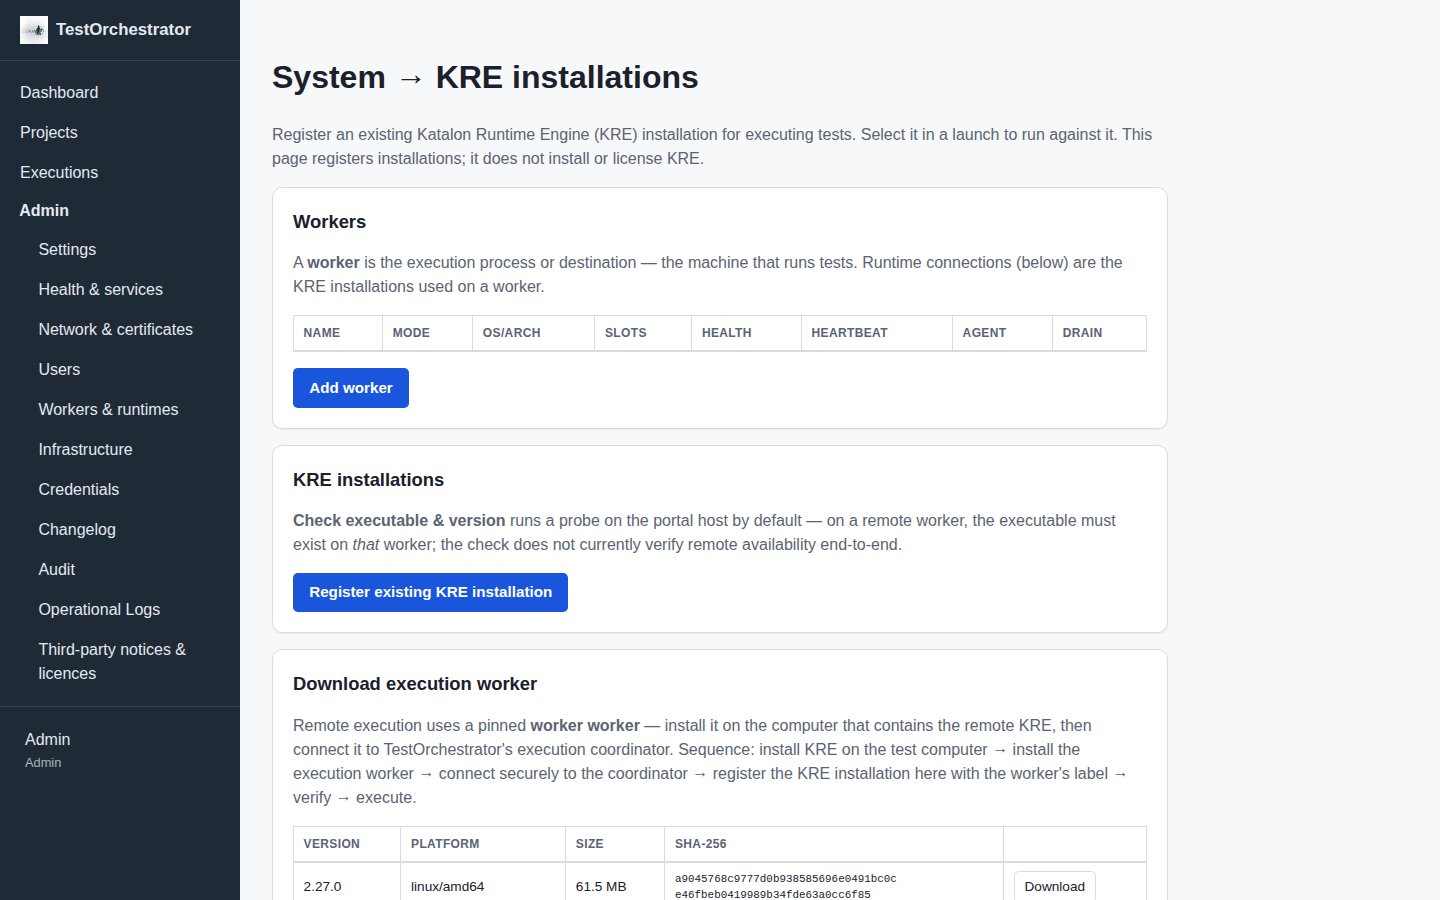 TestOrchestrator
Dashboard
Projects
Executions
Admin
Settings
Health & services
Network & certificates
Users
Workers & runtimes
Infrastructure
Credentials
Changelog
Audit
Operational Logs
Third-party notices &
licences
Admin
Admin
System → KRE installations
Register an existing Katalon Runtime Engine (KRE) installation for executing tests. Select it in a launch to run against it. This
page registers installations; it does not install or license KRE.
Workers
A worker is the execution process or destination — the machine that runs tests. Runtime connections (below) are the
KRE installations used on a worker.
NAME MODE OS/ARCH SLOTS HEALTH HEARTBEAT AGENT DRAIN
Add worker
KRE installations
Check executable & version runs a probe on the portal host by default — on a remote worker, the executable must
exist on that worker; the check does not currently verify remote availability end-to-end.
Register existing KRE installation
Download execution worker
Remote execution uses a pinned worker worker — install it on the computer that contains the remote KRE, then
connect it to TestOrchestrator's execution coordinator. Sequence: install KRE on the test computer → install the
execution worker → connect securely to the coordinator → register the KRE installation here with the worker's label →
verify → execute.
VERSION PLATFORM SIZE SHA-256
2.27.0 linux/amd64 61.5 MB a9045768c9777d0b938585696e0491bc0c
e46fbeb0419989b34fde63a0cc6f85
Download